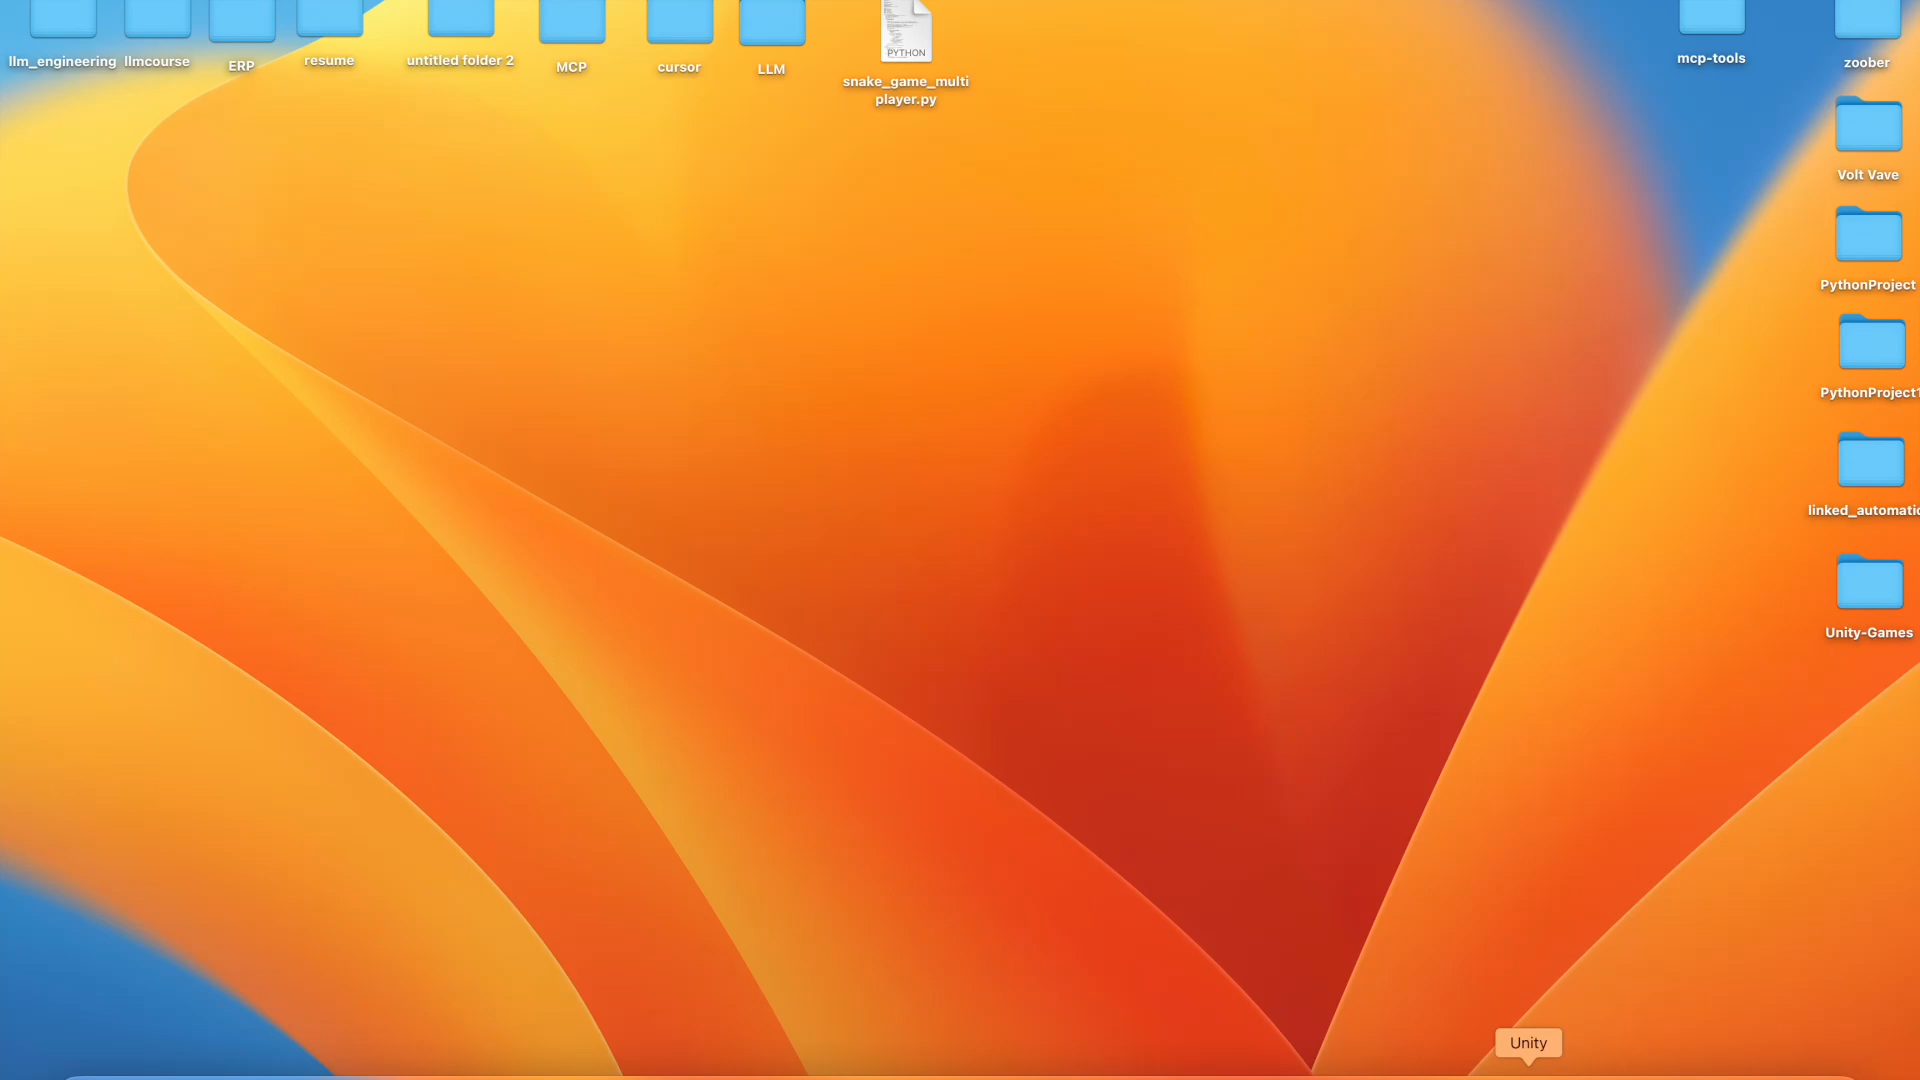 llm_engineering
llmcourse
ERP
resume
untitled folder 2
MCP
cursor
LLM
PYTHON
snake_game_multi
player.py
mcp-tools
zoober
Volt Vave
PythonProject
PythonProject1
linked_automatic
Unity-Games
Unity